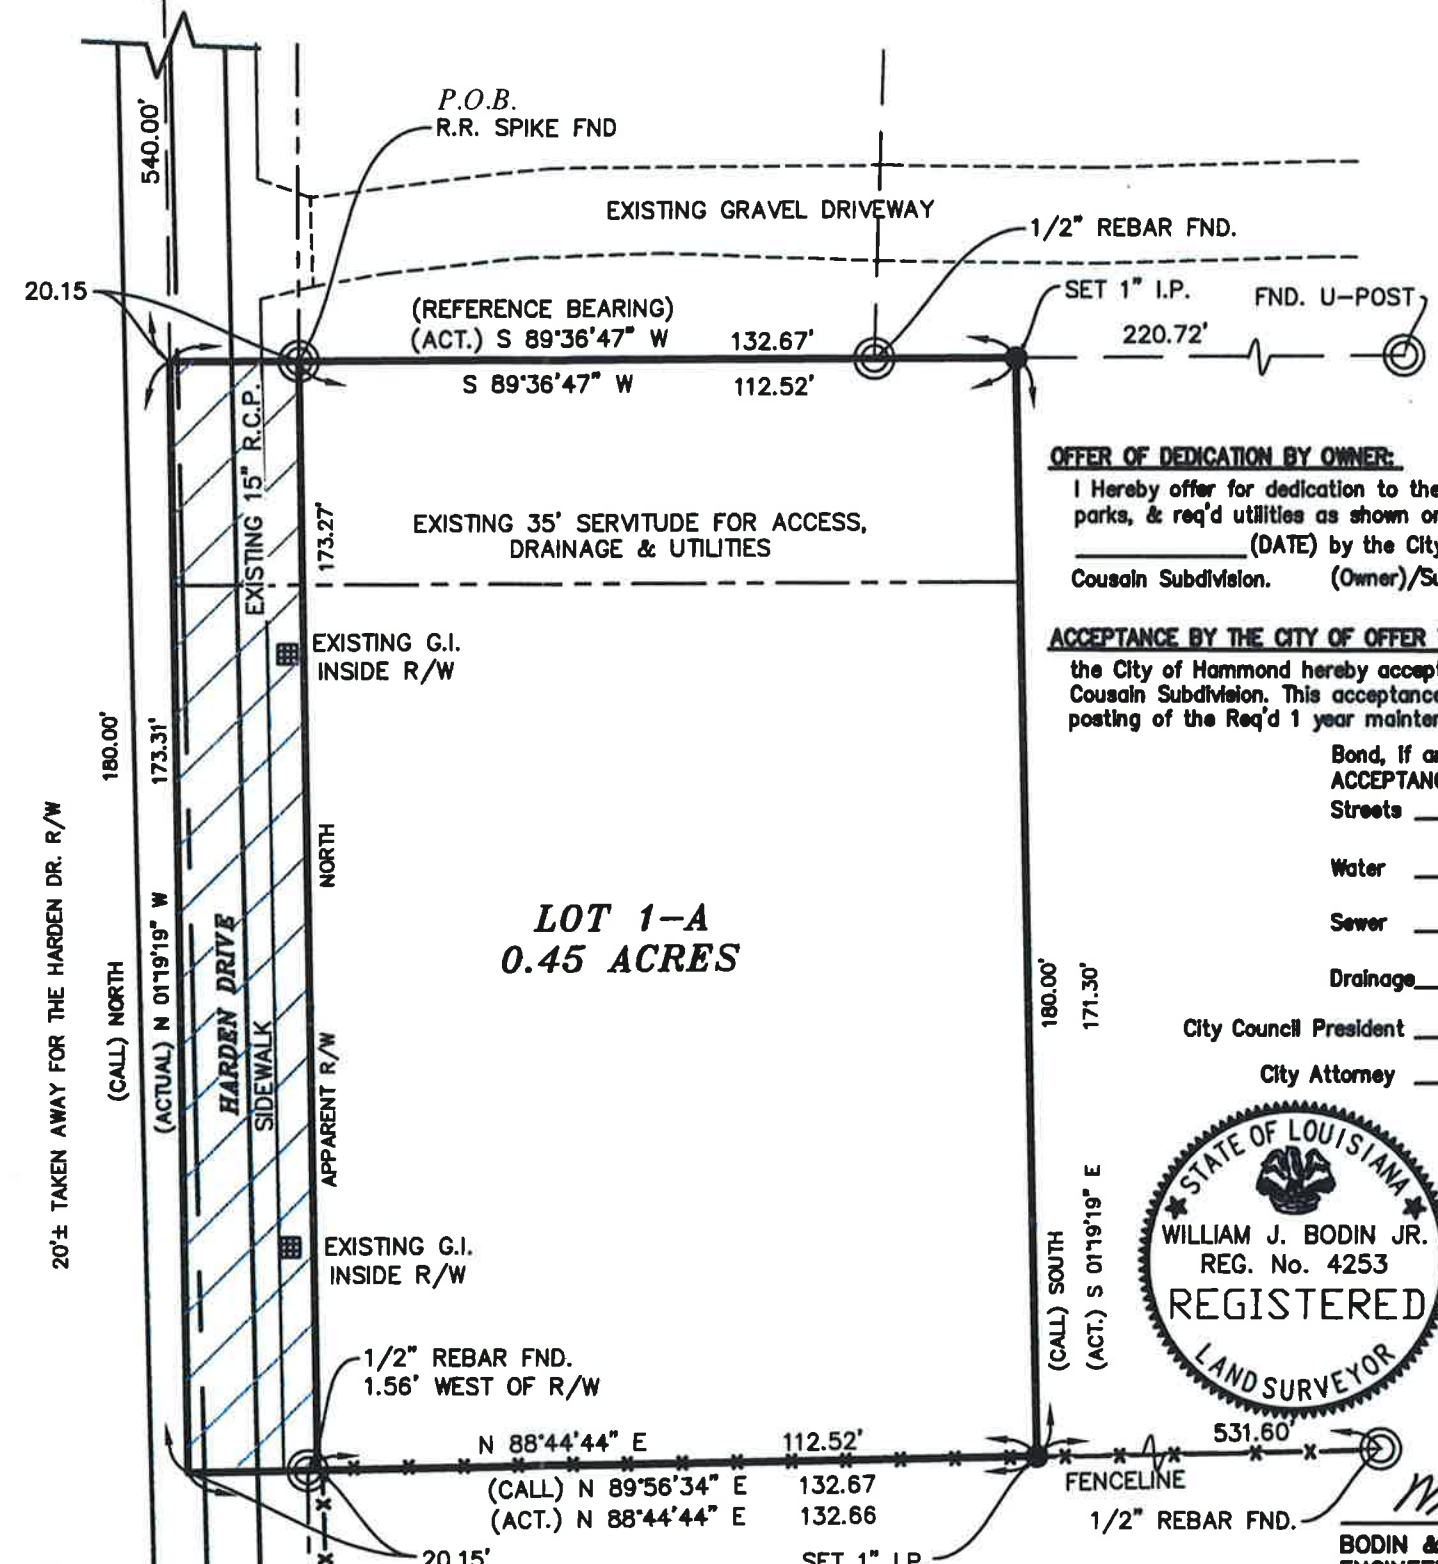 540.00'
P.O.B.
R.R. SPIKE FND
EXISTING GRAVEL DRIVEWAY
1/2" REBAR FND.
20.15
(REFERENCE BEARING)
(ACT.) S 89°36'47" W 132.67'
S 89°36'47" W 112.52'
SET 1" I.P.
220.72'
FND. U-POST
EXISTING 15" R.C.P.
173.27'
EXISTING 35' SERVITUDE FOR ACCESS,
DRAINAGE & UTILITIES
OFFER OF DEDICATION BY OWNER:
I Hereby offer for dedication to the
parks, & req'd utilities as shown
(DATE) by the City
Cousain Subdivision. (Owner)/
EXISTING G.I.
INSIDE R/W
ACCEPTANCE BY THE CITY OF OFFER
the City of Hammond hereby accept
Cousain Subdivision. This acceptance
posting of the Req'd 1 year mainten
Bond, if
ACCEPTANC
Streets
Water
Sewer
Drainage
City Council President
City Attorney
20'± TAKEN AWAY FOR THE HARDEN DR. R/W
(CALL) NORTH 180.00'
(ACTUAL) N 01°19'19" W 173.31'
HARDEN DRIVE
SIDEWALK
APPARENT R/W NORTH
LOT 1-A
0.45 ACRES
(CALL) SOUTH 180.00'
(ACT.) S 01°19'19" E 171.30'
STATE OF LOUISIANA
WILLIAM J. BODIN JR.
REG. No. 4253
REGISTERED
LAND SURVEYOR
EXISTING G.I.
INSIDE R/W
1/2" REBAR FND.
1.56' WEST OF R/W
N 88°44'44" E 112.52'
(CALL) N 89°56'34" E 132.67
(ACT.) N 88°44'44" E 132.66
531.60'
FENCELINE
1/2" REBAR FND.
20.15'
SET 1" I.P.
BODIN &